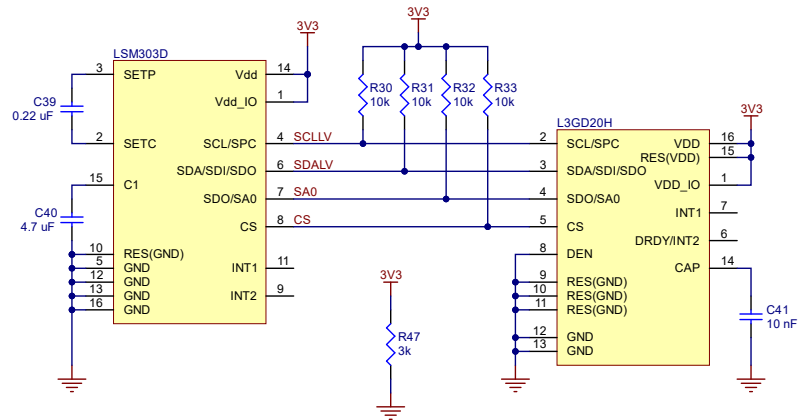 3V3
LSM303D
3V3
3 SETP
Vdd 14
C39
0.22 uF
Vdd_IO 1
R30
10k
R31
10k
R32
10k
R33
10k
L3GD20H
3V3
2 SETC
SCL/SPC 4 SCLLV
2 SCL/SPC
VDD 16
RES(VDD) 15
SDA/SDI/SDO 6 SDALV
3 SDA/SDI/SDO
VDD_IO 1
15 C1
SDO/SA0 7 SA0
4 SDO/SA0
INT1 7
C40
4.7 uF
CS 8 CS
5 CS
DRDY/INT2 6
10 RES(GND)
8 DEN
5 GND
INT1 11
CAP 14
12 GND
13 GND
INT2 9
16 GND
3V3
9 RES(GND)
10 RES(GND)
11 RES(GND)
C41
10 nF
R47
3k
12 GND
13 GND